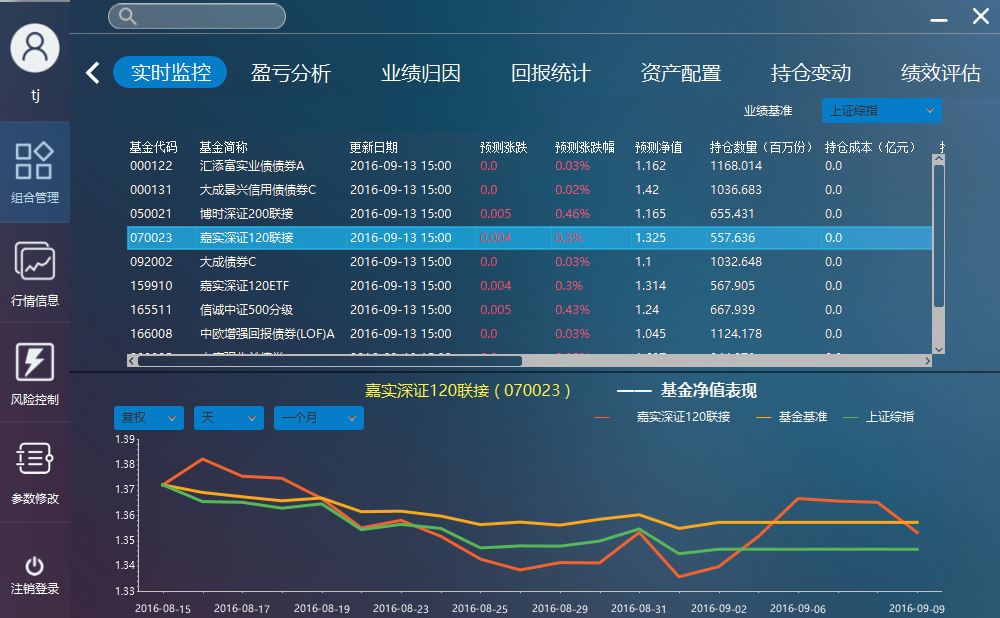 tj
组合管理
行情信息
风险控制
参数修改
注销登录
实时监控 盈亏分析 业绩归因 回报统计 资产配置 持仓变动 绩效评估
业绩基准 上证综指
基金代码 基金简称 更新日期 预测涨跌 预测涨跌幅 预测净值 持仓数量（百万份） 持仓成本（亿元）
000122 汇添富实业债债券A 2016-09-13 15:00 0.0 0.03% 1.162 1168.014 0.0
000131 大成景兴信用债债券C 2016-09-13 15:00 0.0 0.02% 1.42 1036.683 0.0
050021 博时深证200联接 2016-09-13 15:00 0.005 0.46% 1.165 655.431 0.0
070023 嘉实深证120联接 2016-09-13 15:00 0.004 0.3% 1.325 557.636 0.0
092002 大成债券C 2016-09-13 15:00 0.0 0.03% 1.1 1032.648 0.0
159910 嘉实深证120ETF 2016-09-13 15:00 0.004 0.3% 1.314 567.905 0.0
165511 信诚中证500分级 2016-09-13 15:00 0.005 0.43% 1.24 667.939 0.0
166008 中欧增强回报债券(LOF)A 2016-09-13 15:00 0.0 0.03% 1.045 1124.178 0.0
嘉实深证120联接 ( 070023 ) —— 基金净值表现
复权 天 一个月
— 嘉实深证120联接 — 基金基准 — 上证综指
1.39
1.38
1.37
1.36
1.35
1.34
1.33
2016-08-15 2016-08-17 2016-08-19 2016-08-23 2016-08-25 2016-08-29 2016-08-31 2016-09-02 2016-09-06 2016-09-09